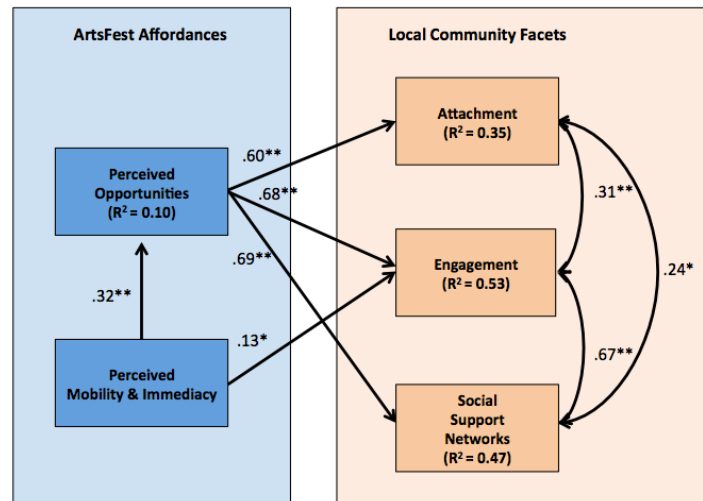 ArtsFest Affordances
Perceived
Opportunities
(R² = 0.10)
.32**
Perceived
Mobility & Immediacy
.60**
.68**
.69**
.13*
Local Community Facets
Attachment
(R² = 0.35)
Engagement
(R² = 0.53)
Social
Support
Networks
(R² = 0.47)
.31**
.24*
.67**